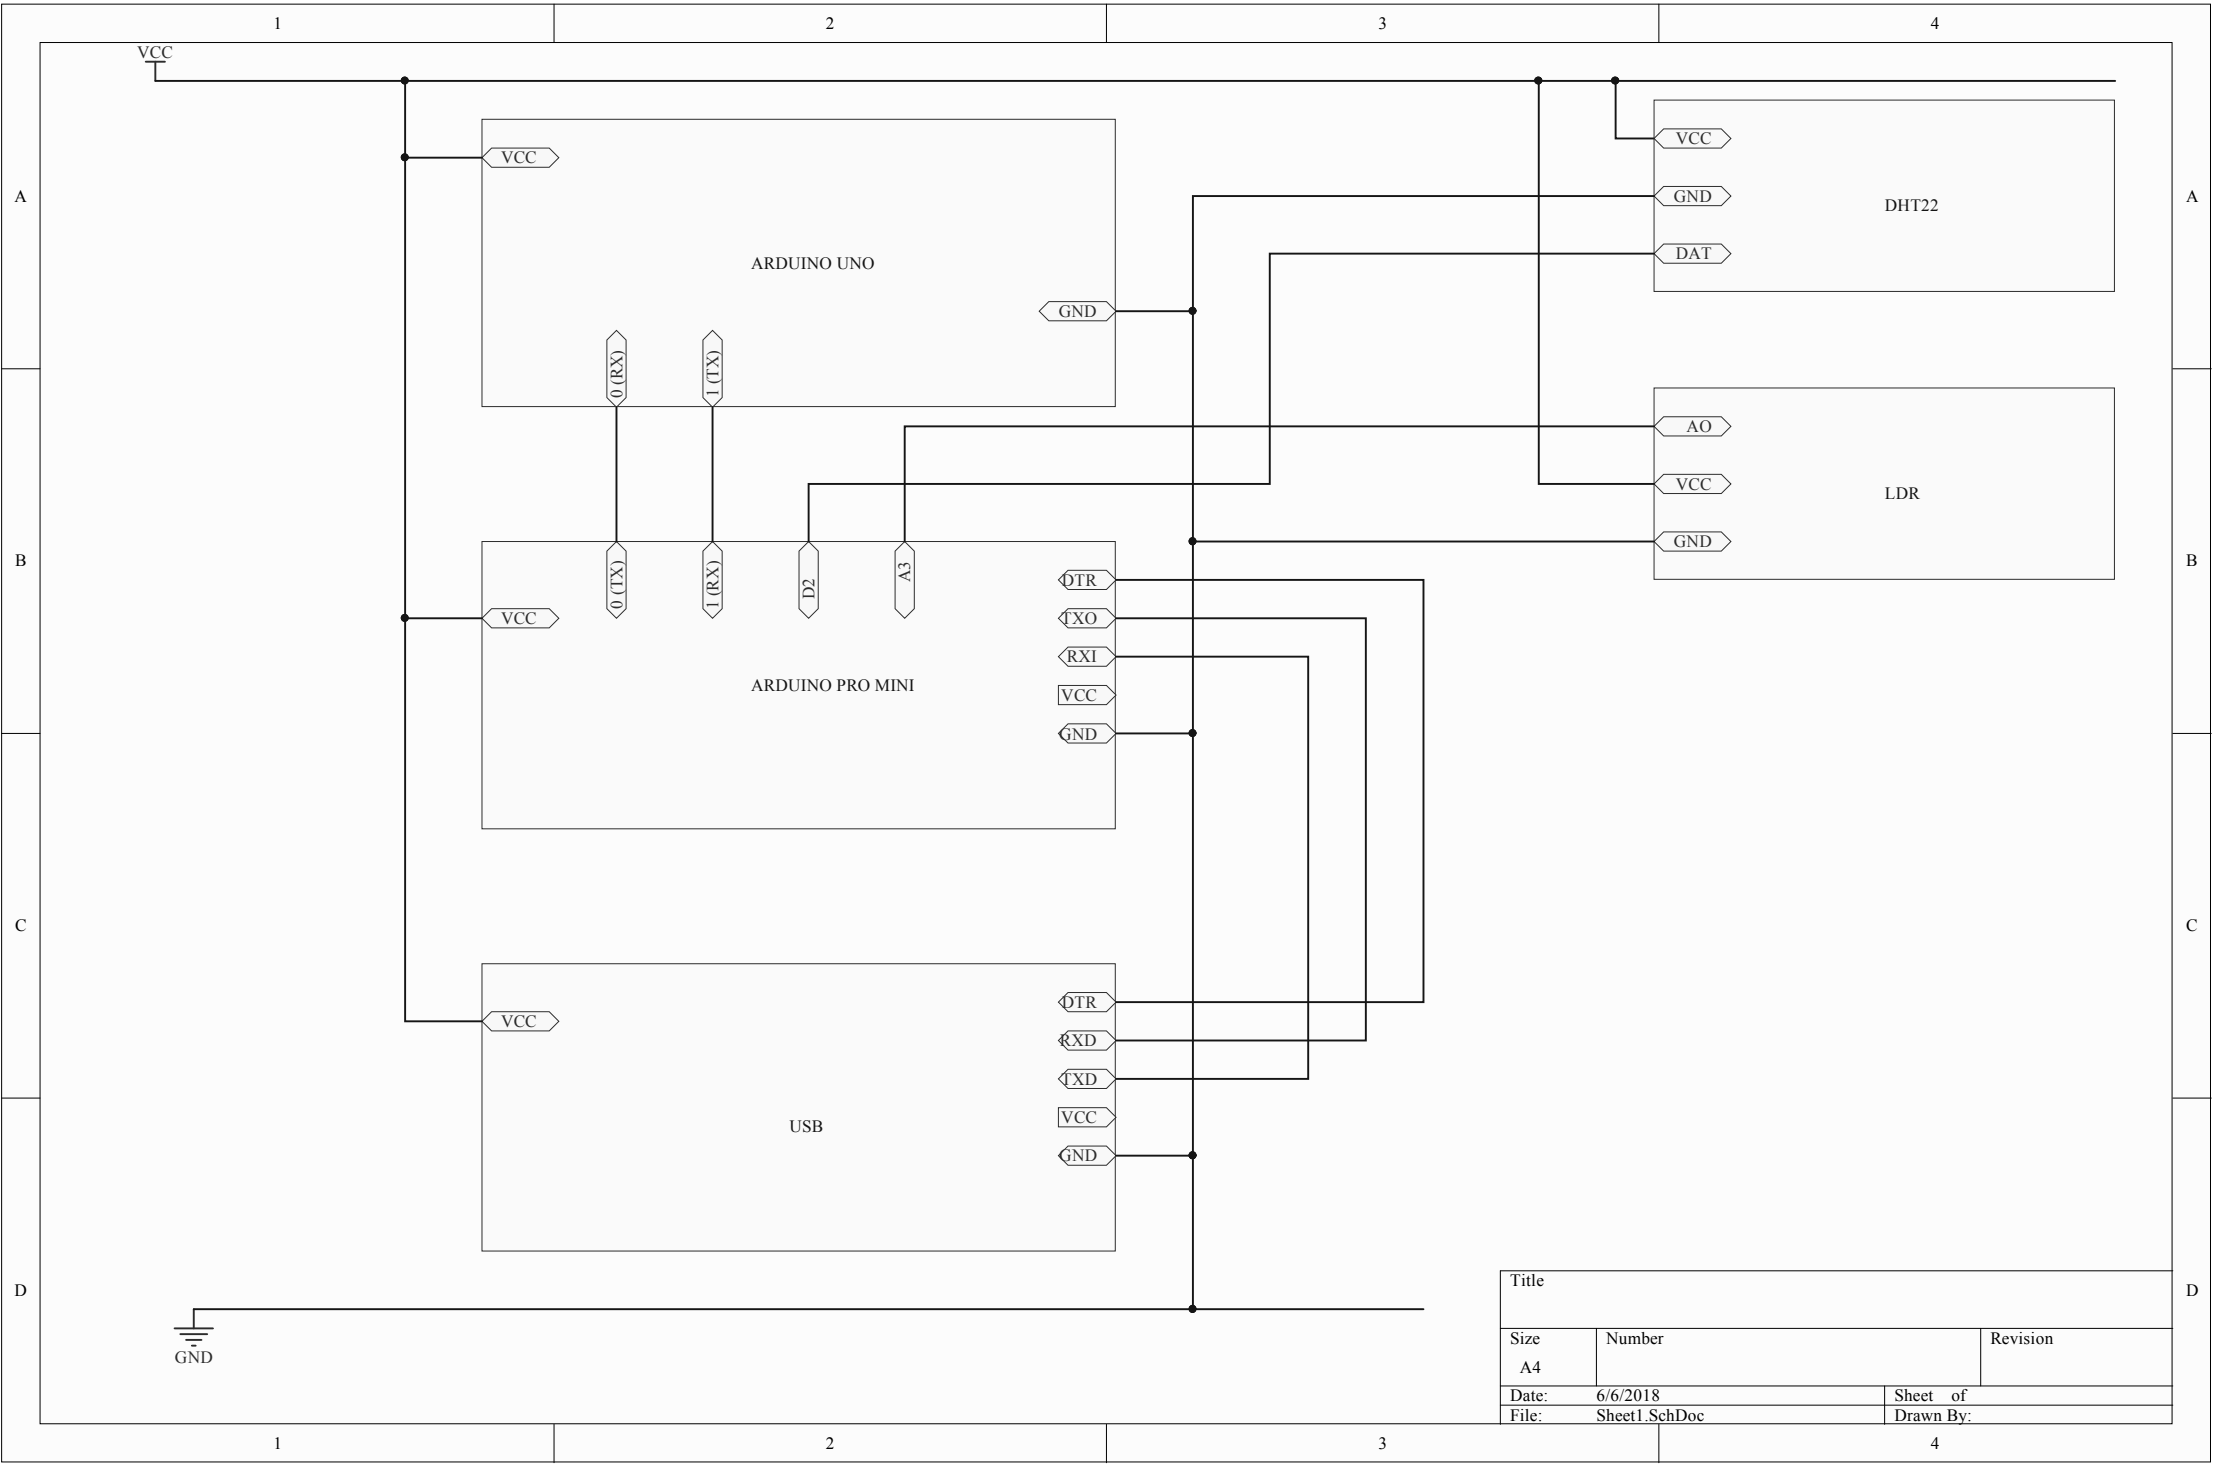 1 2 3 4
VCC
A
VCC
ARDUINO UNO
GND
0 (RX)
1 (TX)
VCC
GND
DAT
DHT22
A
B
0 (TX)
1 (RX)
D2
A3
VCC
ARDUINO PRO MINI
DTR
TXO
RXI
VCC
GND
AO
VCC
GND
LDR
B
C
VCC
USB
DTR
RXD
TXD
VCC
GND
C
D
GND
D
Title
Size Number Revision
A4
Date: 6/6/2018 Sheet of
File: Sheet1.SchDoc Drawn By:
1 2 3 4